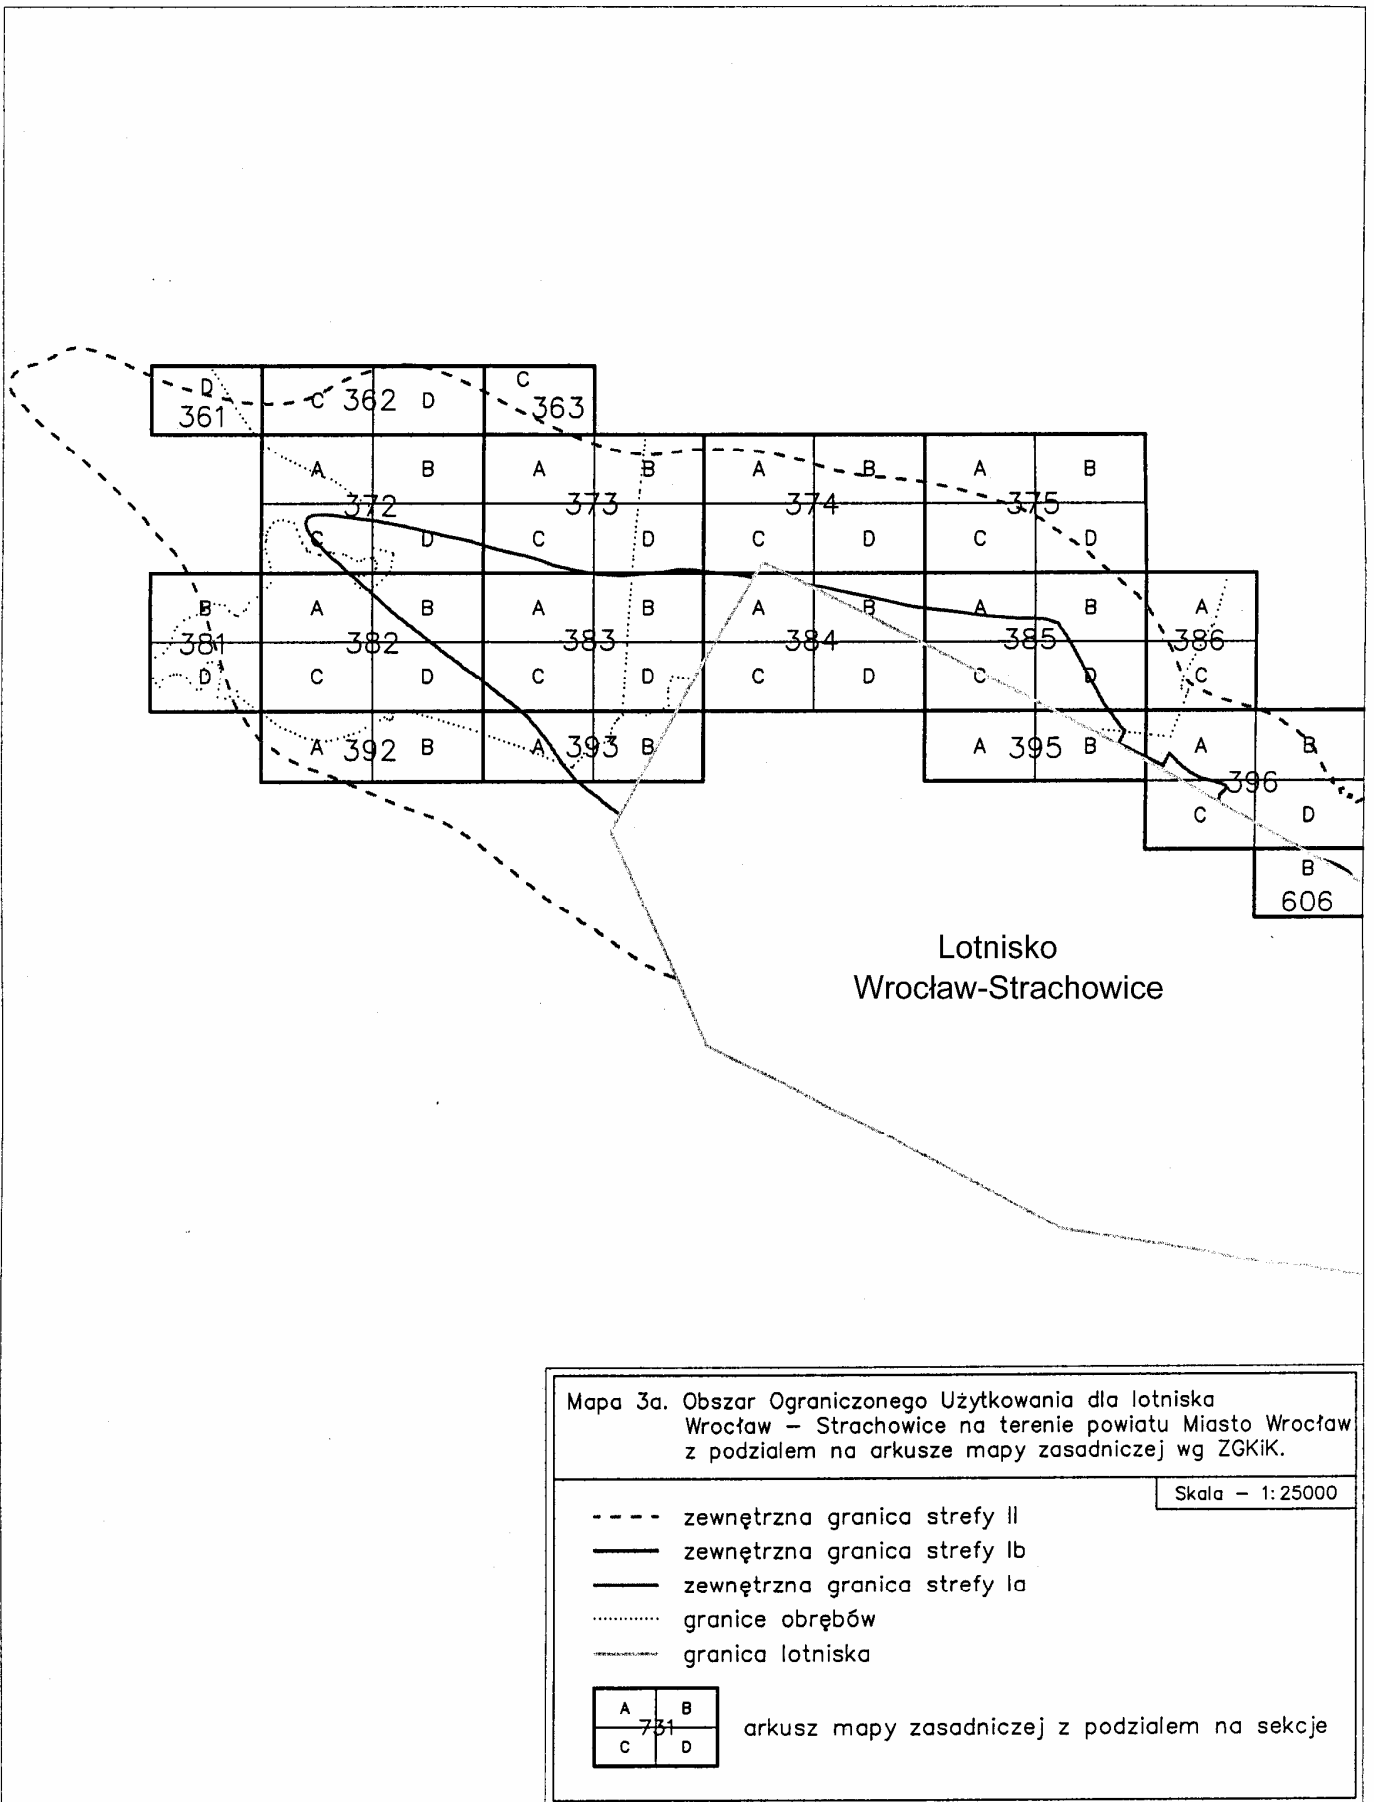 D C 362 D C
361 363
A B A B A B A B
372 373 374 375
C D C D C D C D
B A B A B A B A B A
381 382 383 384 385 386
D C D C D C D C D C
A 392 B A 393 B A 395 B A B
396
C D
B
606
Lotnisko
Wrocław-Strachowice
Mapa 3a. Obszar Ograniczonego Użytkowania dla lotniska
Wrocław – Strachowice na terenie powiatu Miasto Wrocław
z podzialem na arkusze mapy zasadniczej wg ZGKiK.
Skala – 1:25000
zewnętrzna granica strefy II
zewnętrzna granica strefy Ib
zewnętrzna granica strefy Ia
granice obrębów
granica lotniska
A B
731
C D
arkusz mapy zasadniczej z podzialem na sekcje